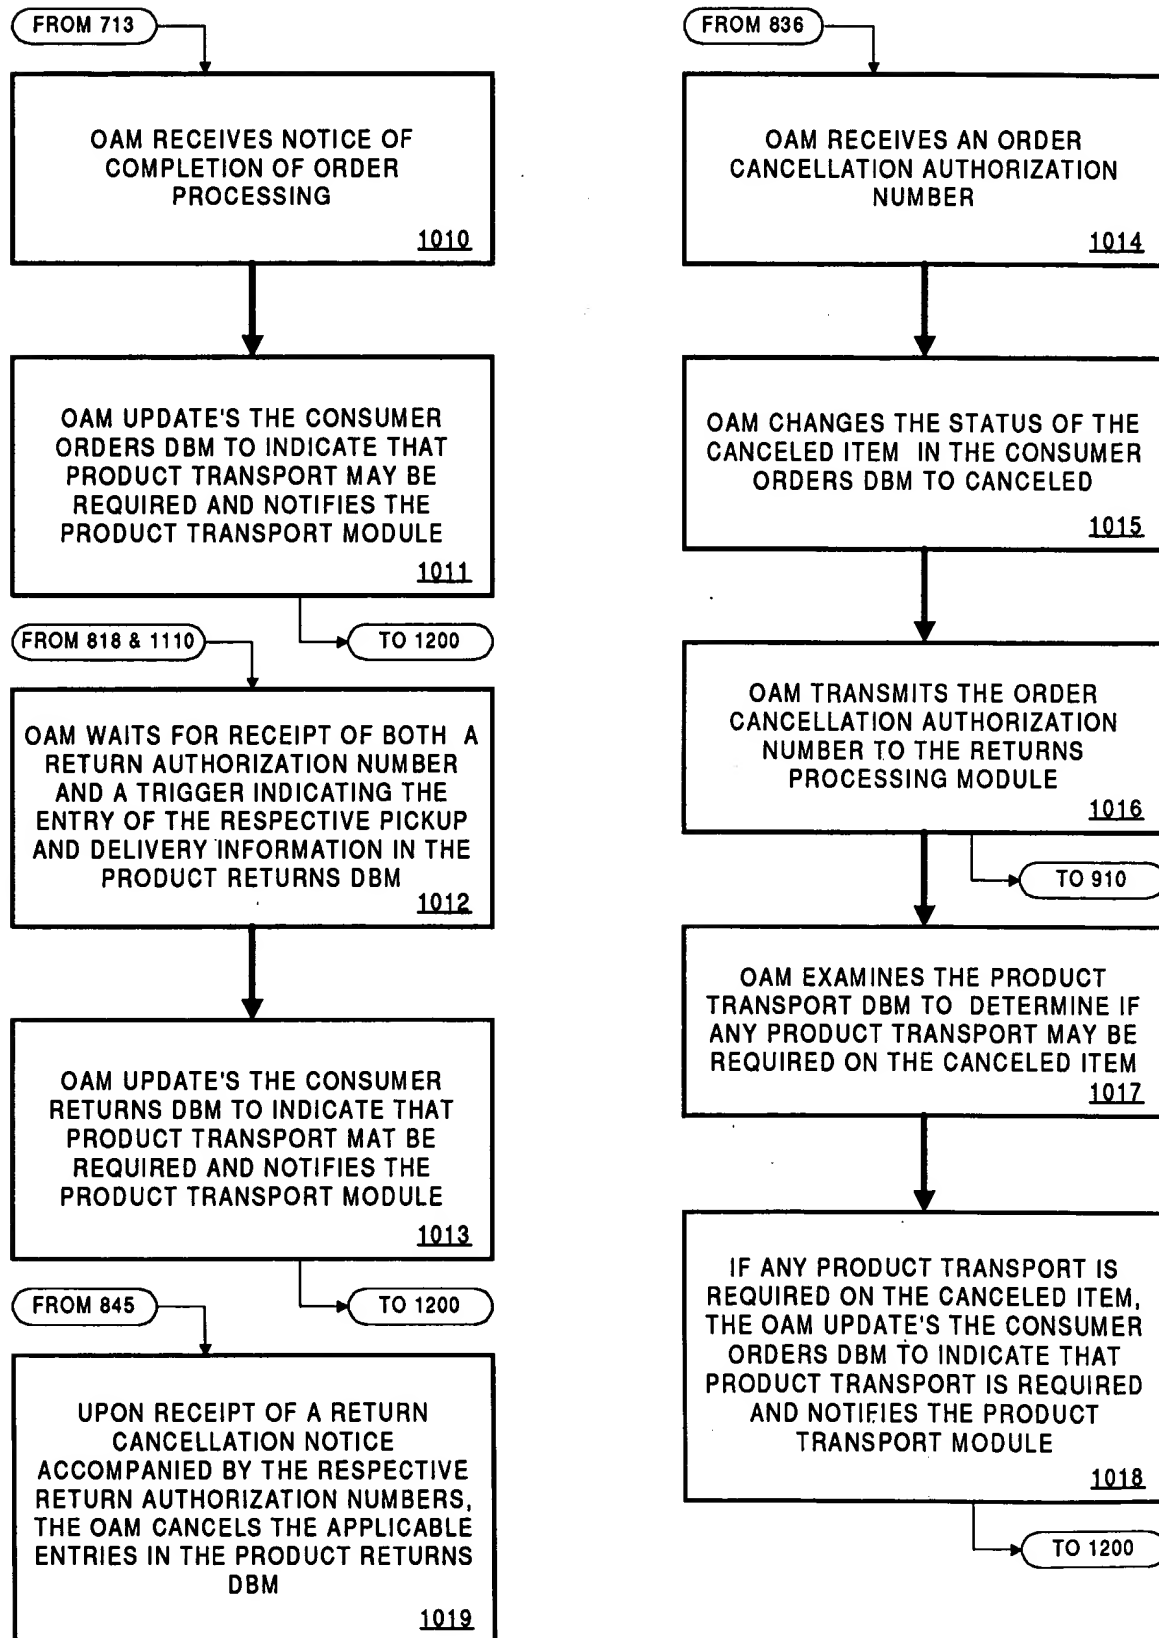 FROM 713
OAM RECEIVES NOTICE OF
COMPLETION OF ORDER
PROCESSING
1010
OAM UPDATE'S THE CONSUMER
ORDERS DBM TO INDICATE THAT
PRODUCT TRANSPORT MAY BE
REQUIRED AND NOTIFIES THE
PRODUCT TRANSPORT MODULE
1011
TO 1200
FROM 818 & 1110
OAM WAITS FOR RECEIPT OF BOTH A
RETURN AUTHORIZATION NUMBER
AND A TRIGGER INDICATING THE
ENTRY OF THE RESPECTIVE PICKUP
AND DELIVERY INFORMATION IN THE
PRODUCT RETURNS DBM
1012
OAM UPDATE'S THE CONSUMER
RETURNS DBM TO INDICATE THAT
PRODUCT TRANSPORT MAT BE
REQUIRED AND NOTIFIES THE
PRODUCT TRANSPORT MODULE
1013
TO 1200
FROM 845
UPON RECEIPT OF A RETURN
CANCELLATION NOTICE
ACCOMPANIED BY THE RESPECTIVE
RETURN AUTHORIZATION NUMBERS,
THE OAM CANCELS THE APPLICABLE
ENTRIES IN THE PRODUCT RETURNS
DBM
1019
FROM 836
OAM RECEIVES AN ORDER
CANCELLATION AUTHORIZATION
NUMBER
1014
OAM CHANGES THE STATUS OF THE
CANCELED ITEM IN THE CONSUMER
ORDERS DBM TO CANCELED
1015
OAM TRANSMITS THE ORDER
CANCELLATION AUTHORIZATION
NUMBER TO THE RETURNS
PROCESSING MODULE
1016
TO 910
OAM EXAMINES THE PRODUCT
TRANSPORT DBM TO DETERMINE IF
ANY PRODUCT TRANSPORT MAY BE
REQUIRED ON THE CANCELED ITEM
1017
IF ANY PRODUCT TRANSPORT IS
REQUIRED ON THE CANCELED ITEM,
THE OAM UPDATE'S THE CONSUMER
ORDERS DBM TO INDICATE THAT
PRODUCT TRANSPORT IS REQUIRED
AND NOTIFIES THE PRODUCT
TRANSPORT MODULE
1018
TO 1200